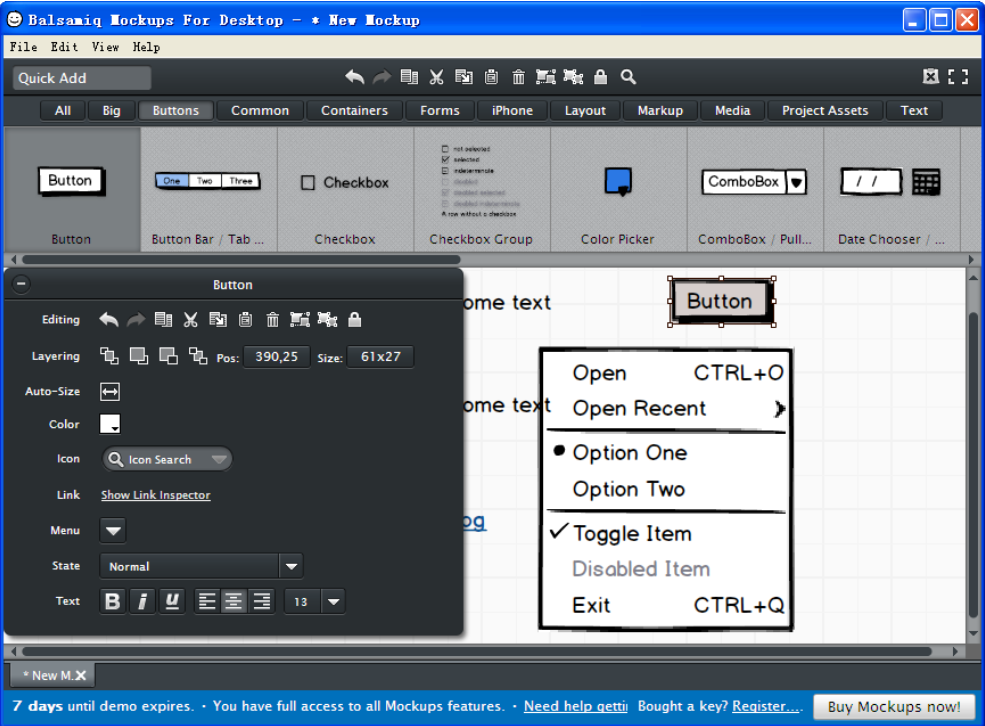 Balsamiq Mockups For Desktop - * New Mockup
File Edit View Help
Quick Add
All Big Buttons Common Containers Forms iPhone Layout Markup Media Project Assets Text
Button
One Two Three
Checkbox
not selected
selected
indeterminate
disabled
disabled selected
disabled indeterminate
A row without a checkbox
ComboBox
/ /
Button Button Bar / Tab ... Checkbox Checkbox Group Color Picker ComboBox / Pull... Date Chooser / ...
Button
Editing
Layering Pos: 390,25 Size: 61x27
Auto-Size
Color
Icon Icon Search
Link Show Link Inspector
Menu
State Normal
Text B i u 13
ome text
Button
ome text
og
Open CTRL+O
Open Recent
Option One
Option Two
Toggle Item
Disabled Item
Exit CTRL+Q
* New M.X
7 days until demo expires. · You have full access to all Mockups features. · Need help getti Bought a key? Register.... Buy Mockups now!